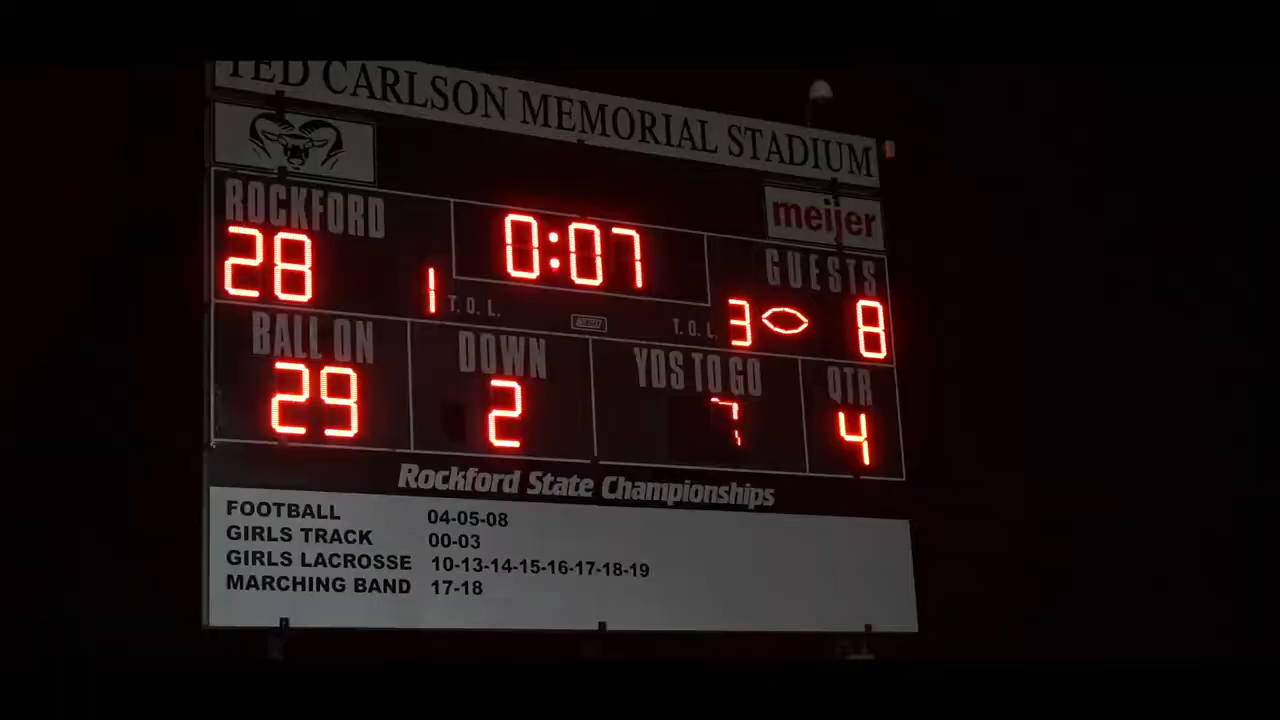 TED CARLSON MEMORIAL STADIUM
meijer
ROCKFORD
0:07
GUESTS
28
1 T. O. L.
T. O. L. 3
8
BALL ON
DOWN
YDS TO GO
QTR
29
2
7
4
Rockford State Championships
FOOTBALL 04-05-08
GIRLS TRACK 00-03
GIRLS LACROSSE 10-13-14-15-16-17-18-19
MARCHING BAND 17-18